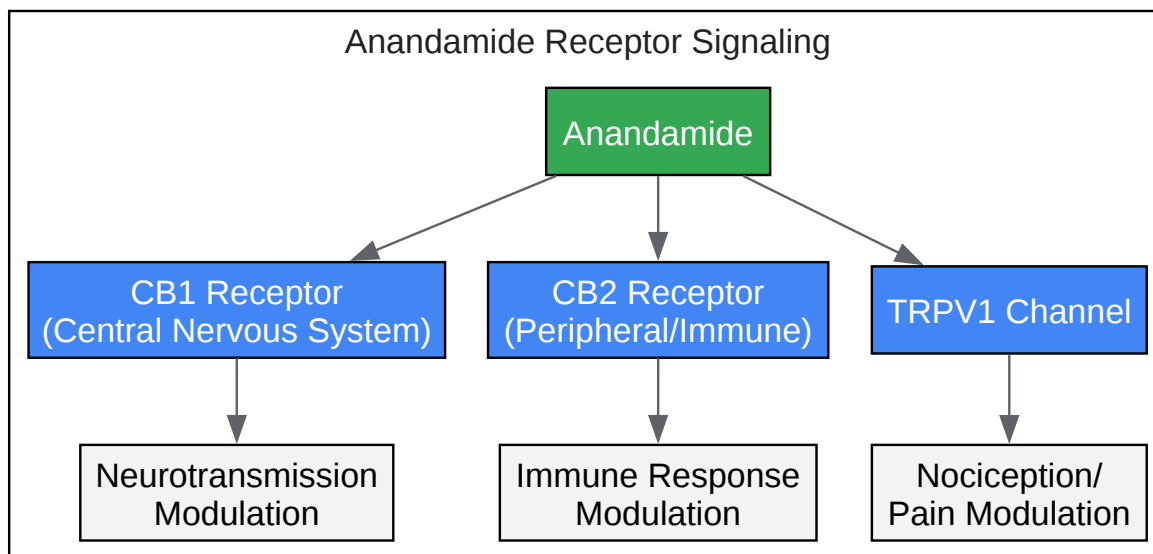 Anandamide Receptor Signaling
Anandamide
CB1 Receptor
(Central Nervous System)
CB2 Receptor
(Peripheral/Immune)
TRPV1 Channel
Neurotransmission
Modulation
Immune Response
Modulation
Nociception/
Pain Modulation